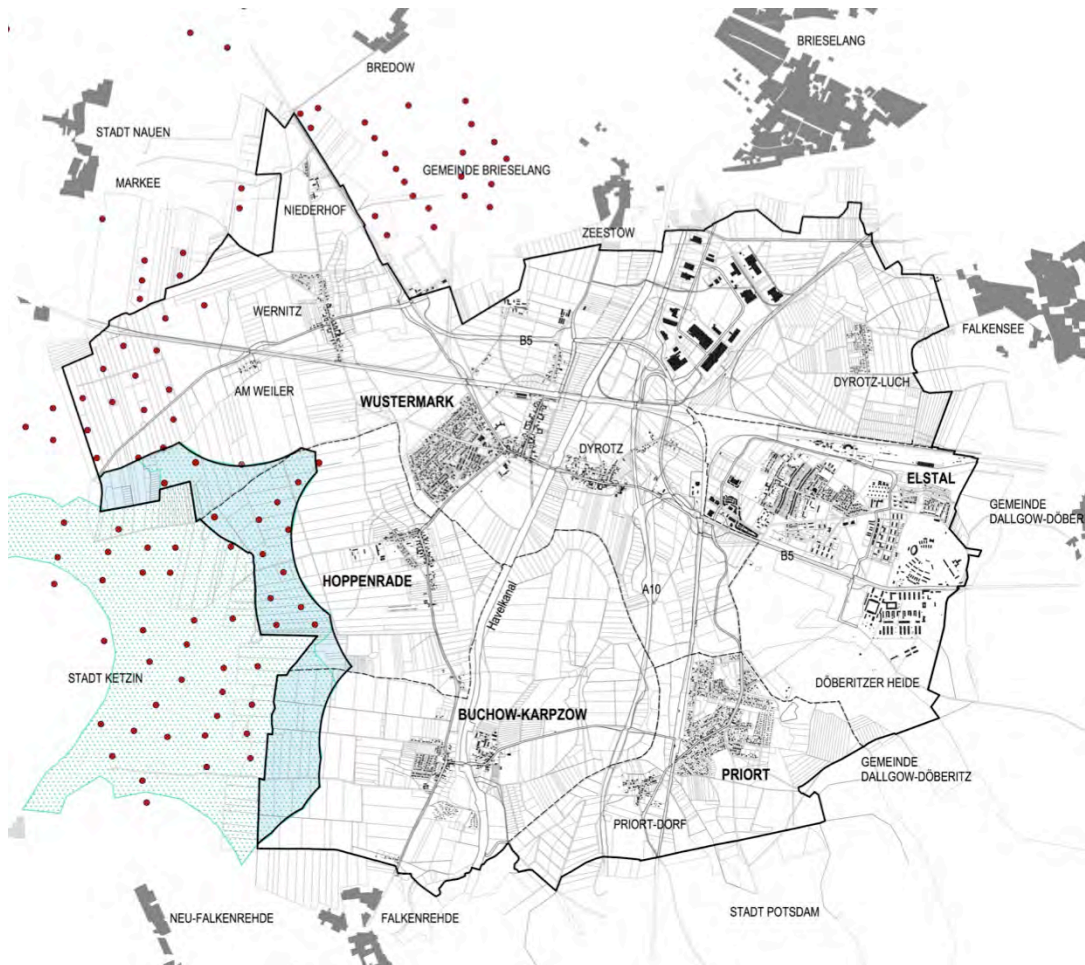 BRIESELANG
BREDOW
STADT NAUEN
GEMEINDE BRIESELANG
MARKEE
NIEDERHOF
ZEESTOW
WERNITZ
FALKENSEE
B5
DYROTZ-LUCH
AM WEILER
WUSTERMARK
DYROTZ
ELSTAL
GEMEINDE
DALLGOW-DÖBER
B5
HOPPENRADE
A10
Havelkanal
STADT KETZIN
DÖBERITZER HEIDE
BUCHOW-KARPZOW
GEMEINDE
DALLGOW-DÖBERITZ
PRIORT
PRIORT-DORF
STADT POTSDAM
NEU-FALKENREHDE
FALKENREHDE